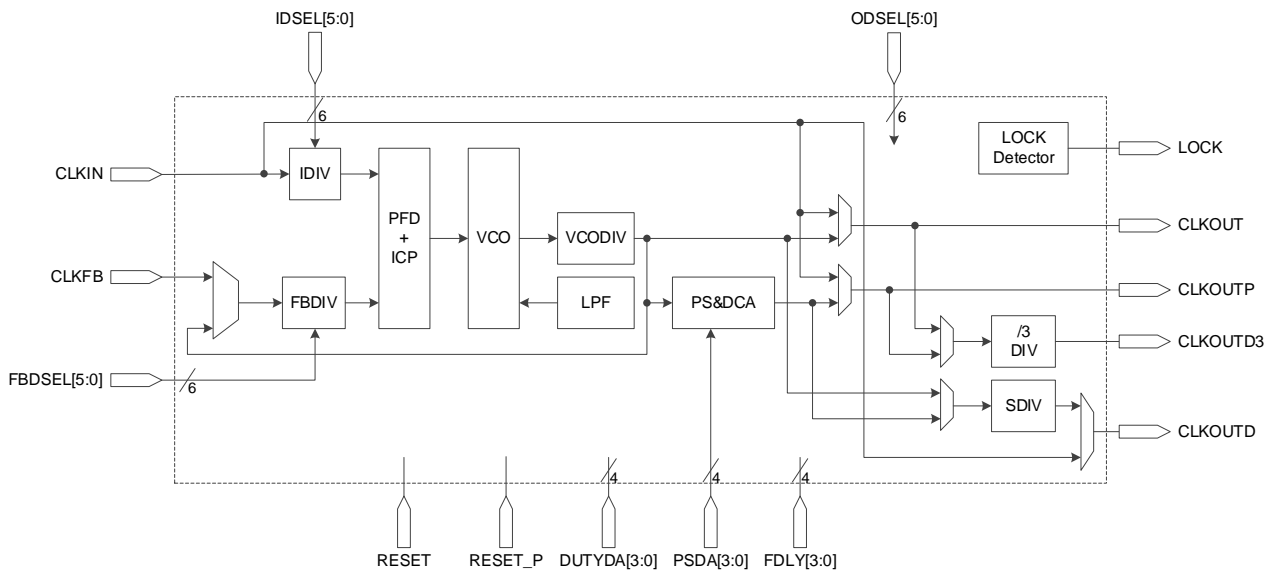 IDSEL[5:0]
ODSEL[5:0]
6
6
LOCK
Detector
LOCK
CLKIN
IDIV
PFD
+
ICP
VCO
VCODIV
CLKOUT
CLKFB
FBDIV
LPF
PS&DCA
CLKOUTP
/3
DIV
CLKOUTD3
FBDSEL[5:0]
6
SDIV
CLKOUTD
4
4
4
RESET
RESET_P
DUTYDA[3:0]
PSDA[3:0]
FDLY[3:0]